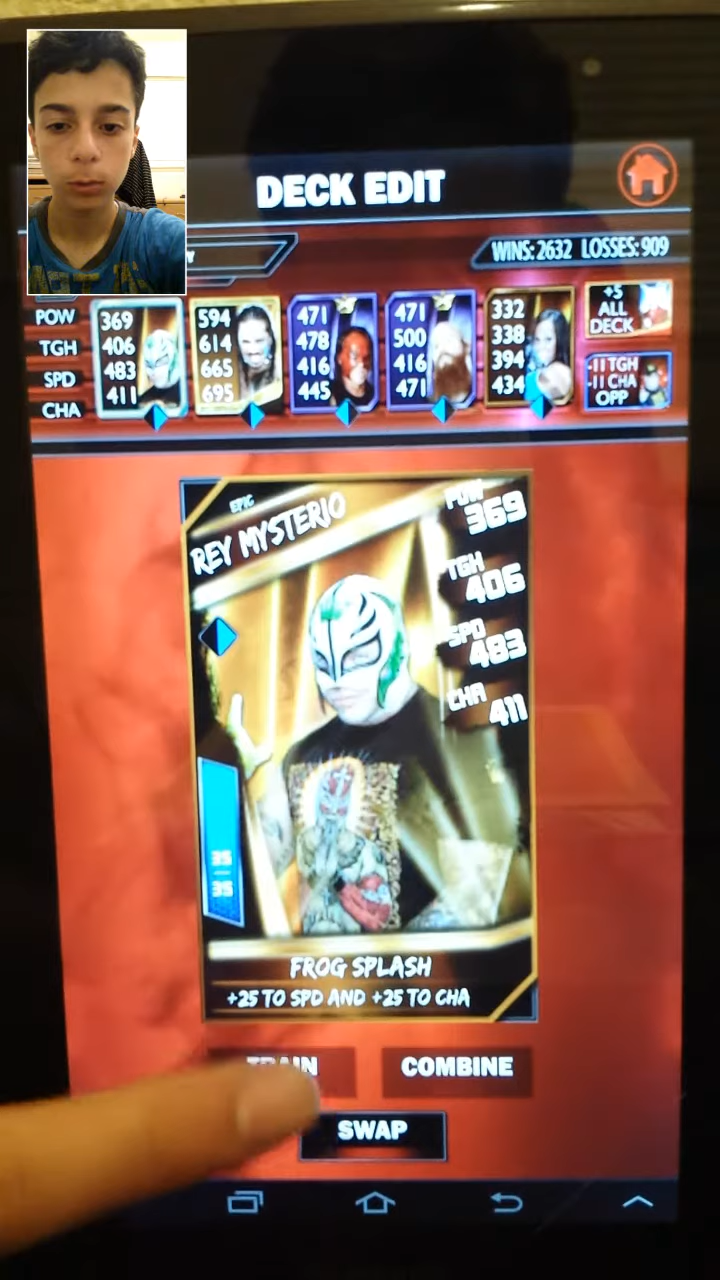 DECK EDIT
WINS: 2632 LOSSES: 909
POW
TGH
SPD
CHA
369
406
483
411
594
614
665
695
471
478
416
445
471
500
416
471
332
338
394
434
+5
ALL
DECK
-11 TGH
-11 CHA
OPP
EPIC
REY MYSTERIO
POW
369
TGH
406
SPD
483
CHA
411
35
35
FROG SPLASH
+25 TO SPD AND +25 TO CHA
TRAIN
COMBINE
SWAP